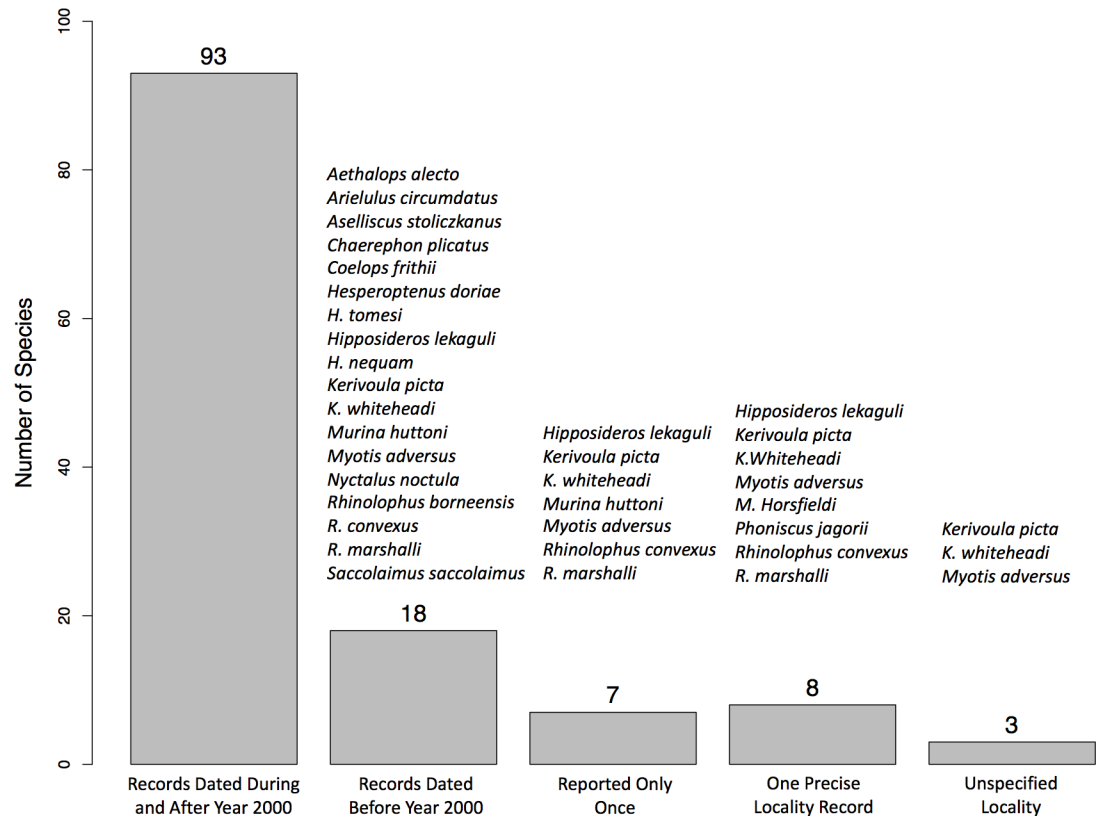 Number of Species
100
80
60
40
20
0
93
Aethalops alecto
Arielulus circumdatus
Aselliscus stoliczkanus
Chaerephon plicatus
Coelops frithii
Hesperoptenus doriae
H. tomesi
Hipposideros lekaguli
H. nequam
Kerivoula picta
K. whiteheadi
Murina huttoni
Myotis adversus
Nyctalus noctula
Rhinolophus borneensis
R. convexus
R. marshalli
Saccolaimus saccolaimus
18
Hipposideros lekaguli
Kerivoula picta
K. whiteheadi
Murina huttoni
Myotis adversus
Rhinolophus convexus
R. marshalli
7
Hipposideros lekaguli
Kerivoula picta
K.Whiteheadi
Myotis adversus
M. Horsfieldi
Phoniscus jagorii
Rhinolophus convexus
R. marshalli
8
Kerivoula picta
K. whiteheadi
Myotis adversus
3
Records Dated During
and After Year 2000
Records Dated
Before Year 2000
Reported Only
Once
One Precise
Locality Record
Unspecified
Locality